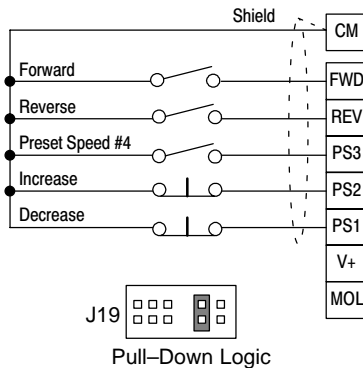 Shield
CM
Forward
FWD
Reverse
REV
Preset Speed #4
PS3
Increase
PS2
Decrease
PS1
V+
MOL
J19
Pull–Down Logic